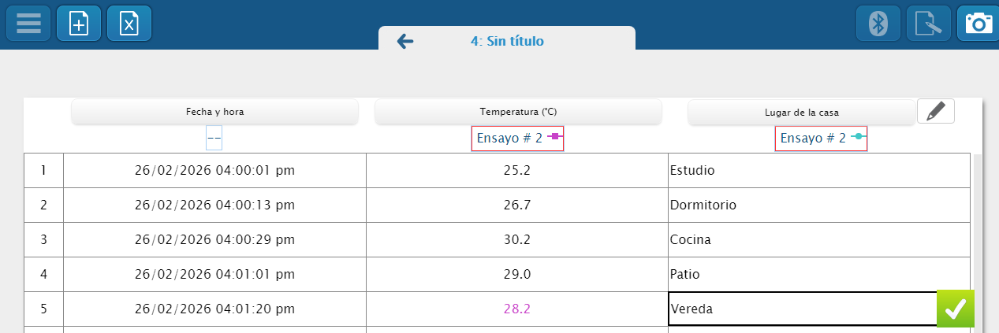 4: Sin título
Fecha y hora Temperatura (°C) Lugar de la casa
-- Ensayo # 2 Ensayo # 2
1 26/02/2026 04:00:01 pm 25.2 Estudio
2 26/02/2026 04:00:13 pm 26.7 Dormitorio
3 26/02/2026 04:00:29 pm 30.2 Cocina
4 26/02/2026 04:01:01 pm 29.0 Patio
5 26/02/2026 04:01:20 pm 28.2 Vereda